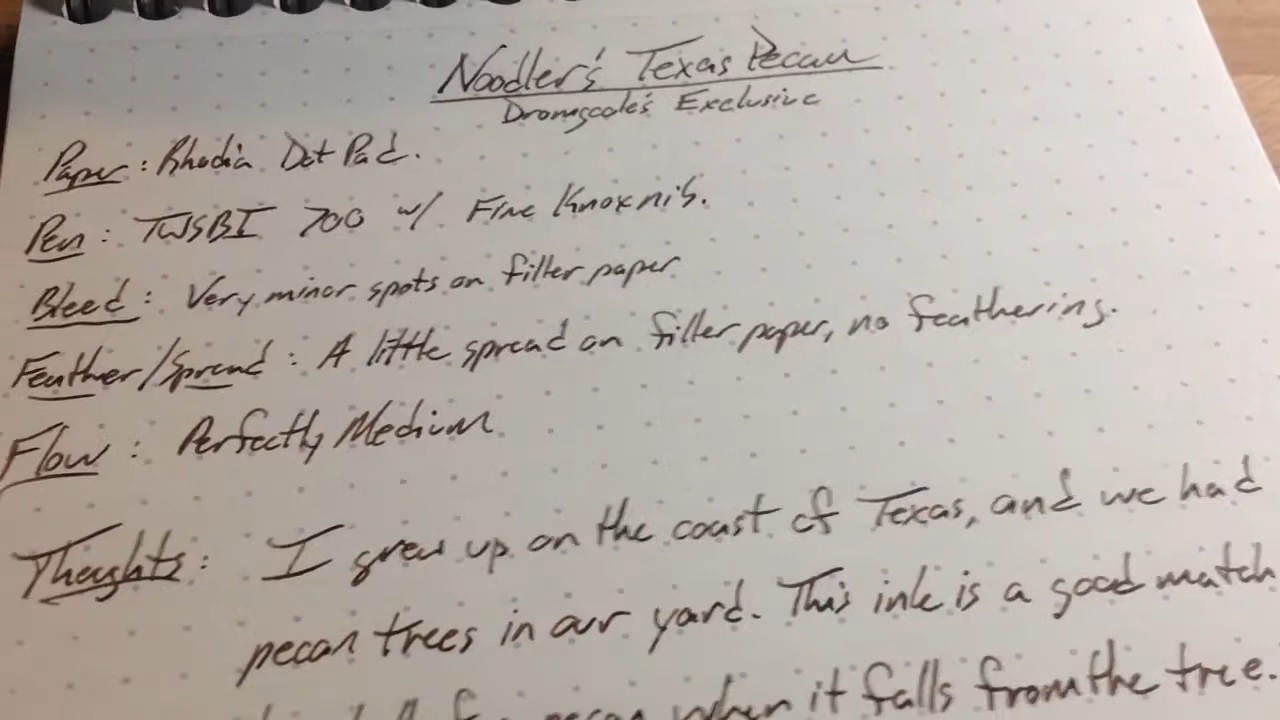 Noodler's Texas Pecan
Dromgoole's Exclusive
Paper: Rhodia Dot Pad.
Pen: TWSBI 700 w/ Fine Knox nib.
Bleed: Very minor spots on filler paper
Feather/Spread: A little spread on filler paper, no feathering.
Flow: Perfectly Medium
Thoughts: I grew up on the coast of Texas, and we had
pecan trees in our yard. This ink is a good match
pecan when it falls from the tree.